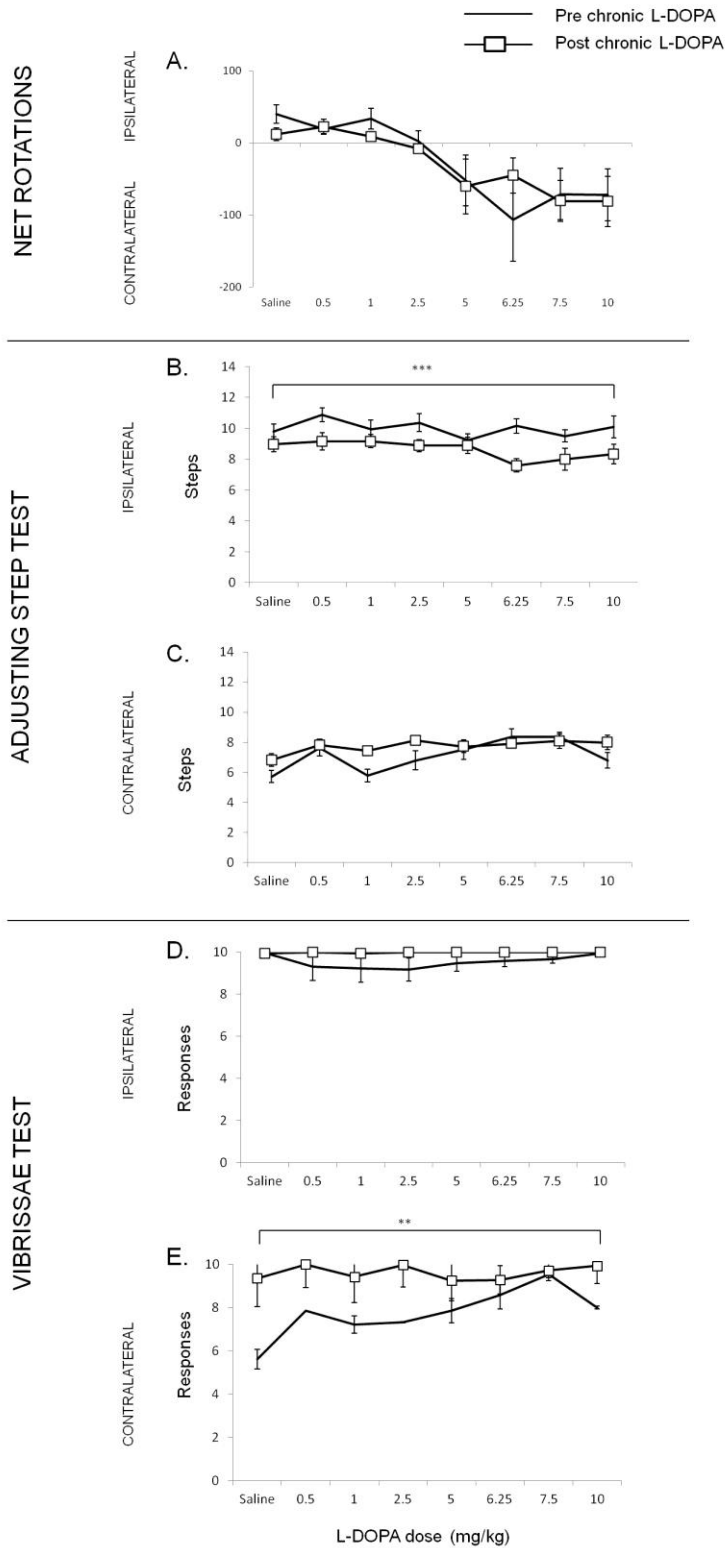 Pre chronic L-DOPA
Post chronic L-DOPA
A.
NET ROTATIONS
IPSILATERAL
CONTRALATERAL
100
0
-100
-200
Saline 0.5 1 2.5 5 6.25 7.5 10
ADJUSTING STEP TEST
B.
***
IPSILATERAL
Steps
14
12
10
8
6
4
2
0
Saline 0.5 1 2.5 5 6.25 7.5 10
C.
CONTRALATERAL
Steps
14
12
10
8
6
4
2
0
Saline 0.5 1 2.5 5 6.25 7.5 10
VIBRISSAE TEST
D.
IPSILATERAL
Responses
10
8
6
4
2
0
Saline 0.5 1 2.5 5 6.25 7.5 10
**
E.
CONTRALATERAL
Responses
10
8
6
4
2
0
Saline 0.5 1 2.5 5 6.25 7.5 10
L-DOPA dose (mg/kg)